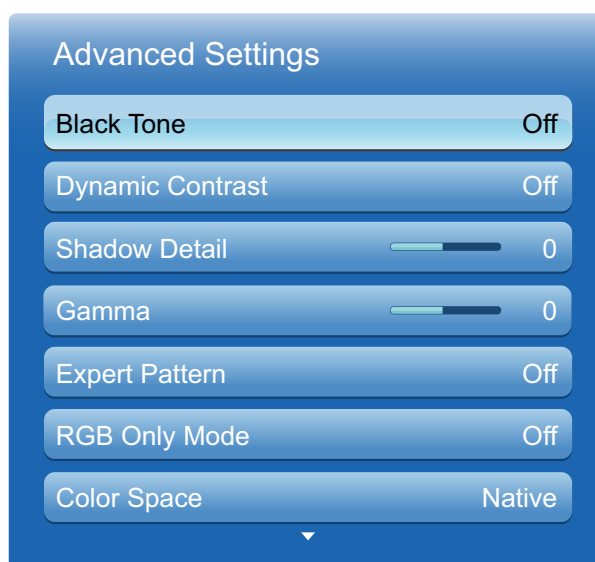 Advanced Settings
Black Tone Off
Dynamic Contrast Off
Shadow Detail 0
Gamma 0
Expert Pattern Off
RGB Only Mode Off
Color Space Native